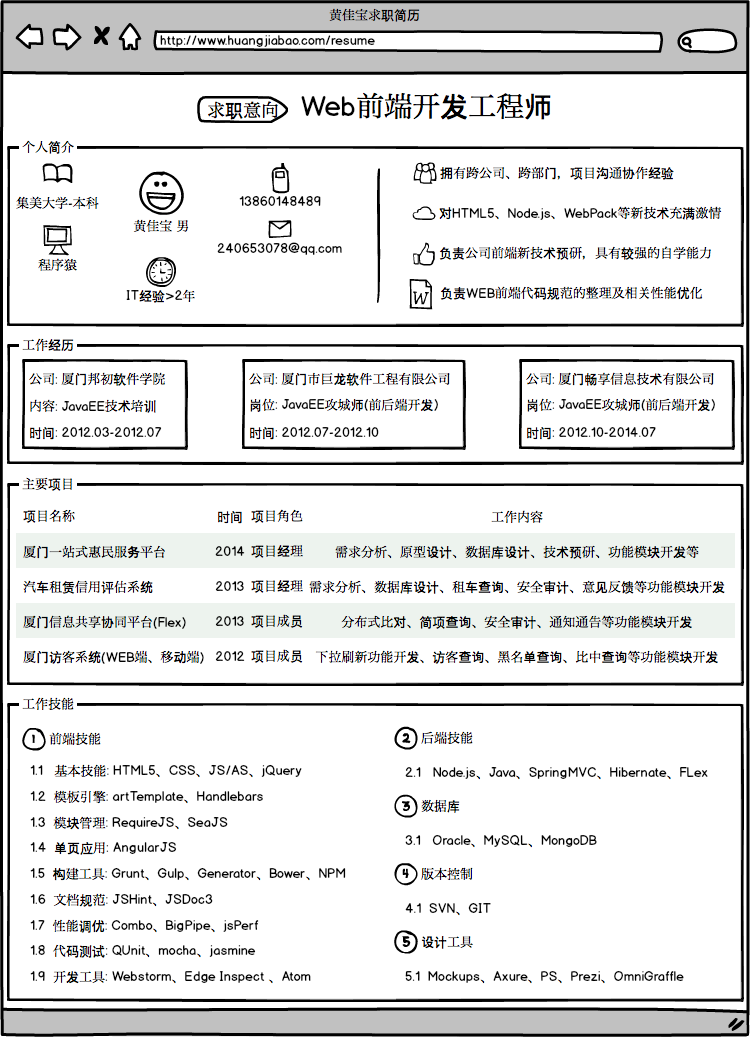 黄佳宝求职简历
http://www.huangjiabao.com/resume
求职意向 Web前端开发工程师
个人简介
集美大学-本科
程序猿
黄佳宝 男
IT经验>2年
13860148489
240653078@qq.com
拥有跨公司、跨部门，项目沟通协作经验
对HTML5、Node.js、WebPack等新技术充满激情
负责公司前端新技术预研，具有较强的自学能力
W 负责WEB前端代码规范的整理及相关性能优化
工作经历
公司: 厦门邦初软件学院
内容: JavaEE技术培训
时间: 2012.03-2012.07
公司: 厦门市巨龙软件工程有限公司
岗位: JavaEE攻城师(前后端开发)
时间: 2012.07-2012.10
公司: 厦门畅享信息技术有限公司
岗位: JavaEE攻城师(前后端开发)
时间: 2012.10-2014.07
主要项目
项目名称 时间 项目角色 工作内容
厦门一站式惠民服务平台 2014 项目经理 需求分析、原型设计、数据库设计、技术预研、功能模块开发等
汽车租赁信用评估系统 2013 项目经理 需求分析、数据库设计、租车查询、安全审计、意见反馈等功能模块开发
厦门信息共享协同平台(Flex) 2013 项目成员 分布式比对、简项查询、安全审计、通知通告等功能模块开发
厦门访客系统(WEB端、移动端) 2012 项目成员 下拉刷新功能开发、访客查询、黑名单查询、比中查询等功能模块开发
工作技能
1 前端技能
1.1 基本技能: HTML5、CSS、JS/AS、jQuery
1.2 模板引擎: artTemplate、Handlebars
1.3 模块管理: RequireJS、SeaJS
1.4 单页应用: AngularJS
1.5 构建工具: Grunt、Gulp、Generator、Bower、NPM
1.6 文档规范: JSHint、JSDoc3
1.7 性能调优: Combo、BigPipe、jsPerf
1.8 代码测试: QUnit、mocha、jasmine
1.9 开发工具: Webstorm、Edge Inspect 、Atom
2 后端技能
2.1 Node.js、Java、SpringMVC、Hibernate、FLex
3 数据库
3.1 Oracle、MySQL、MongoDB
4 版本控制
4.1 SVN、GIT
5 设计工具
5.1 Mockups、Axure、PS、Prezi、OmniGraffle